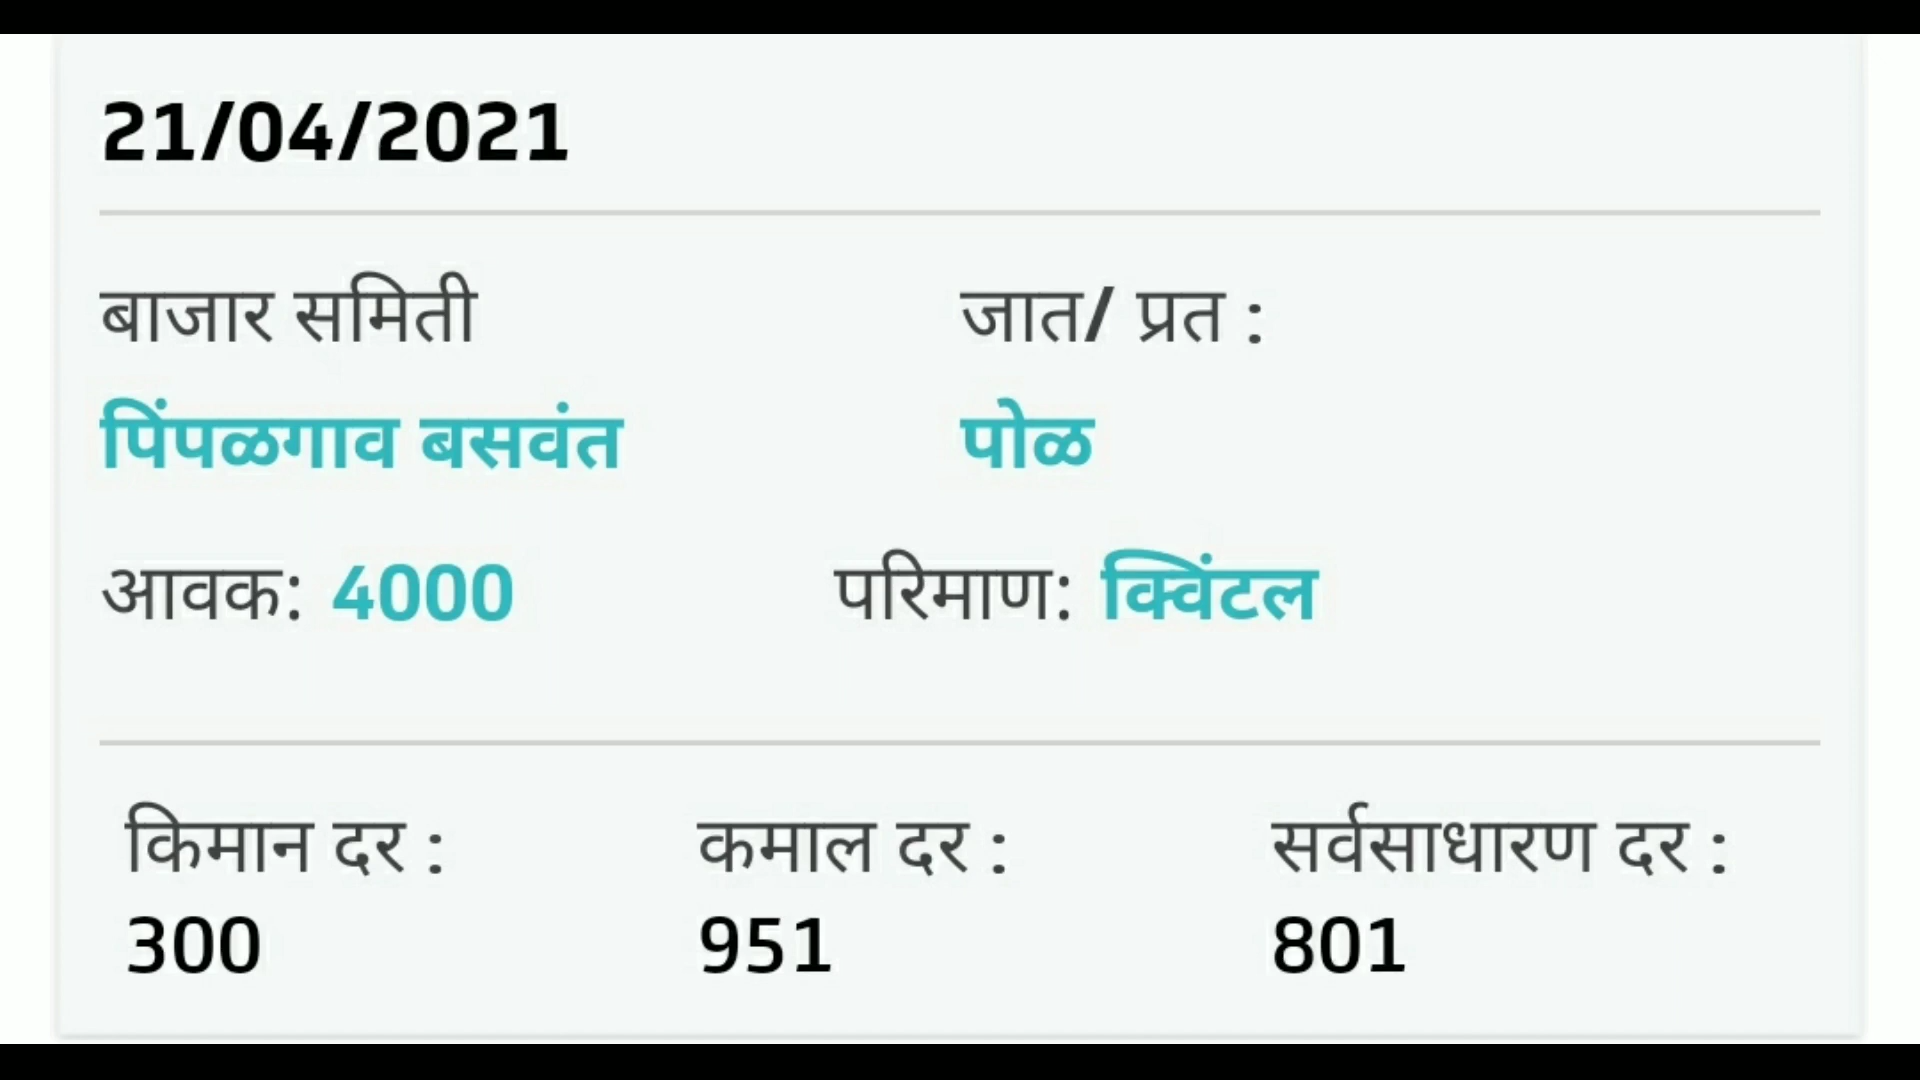 21/04/2021
बाजार समिती जात/ प्रत :
पिंपळगाव बसवंत पोळ
आवक: 4000 परिमाण: क्विंटल
किमान दर : कमाल दर : सर्वसाधारण दर :
300 951 801